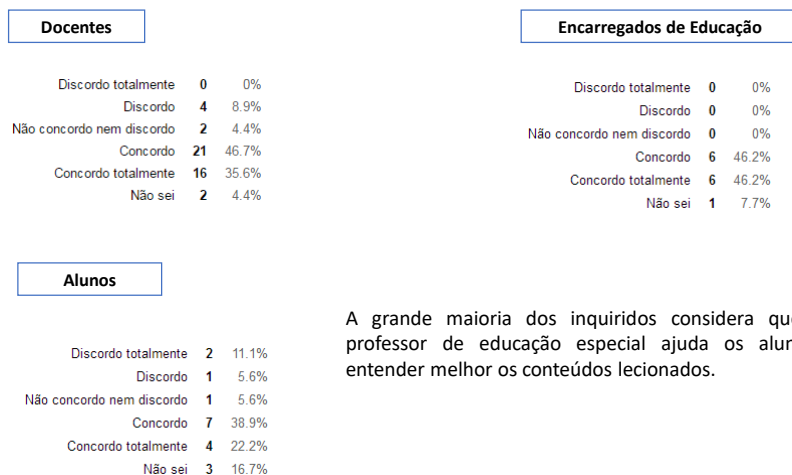 Docentes
Discordo totalmente 0 0%
Discordo 4 8.9%
Não concordo nem discordo 2 4.4%
Concordo 21 46.7%
Concordo totalmente 16 35.6%
Não sei 2 4.4%
Encarregados de Educação
Discordo totalmente 0 0%
Discordo 0 0%
Não concordo nem discordo 0 0%
Concordo 6 46.2%
Concordo totalmente 6 46.2%
Não sei 1 7.7%
Alunos
Discordo totalmente 2 11.1%
Discordo 1 5.6%
Não concordo nem discordo 1 5.6%
Concordo 7 38.9%
Concordo totalmente 4 22.2%
Não sei 3 16.7%
A grande maioria dos inquiridos considera que
professor de educação especial ajuda os alun
entender melhor os conteúdos lecionados.